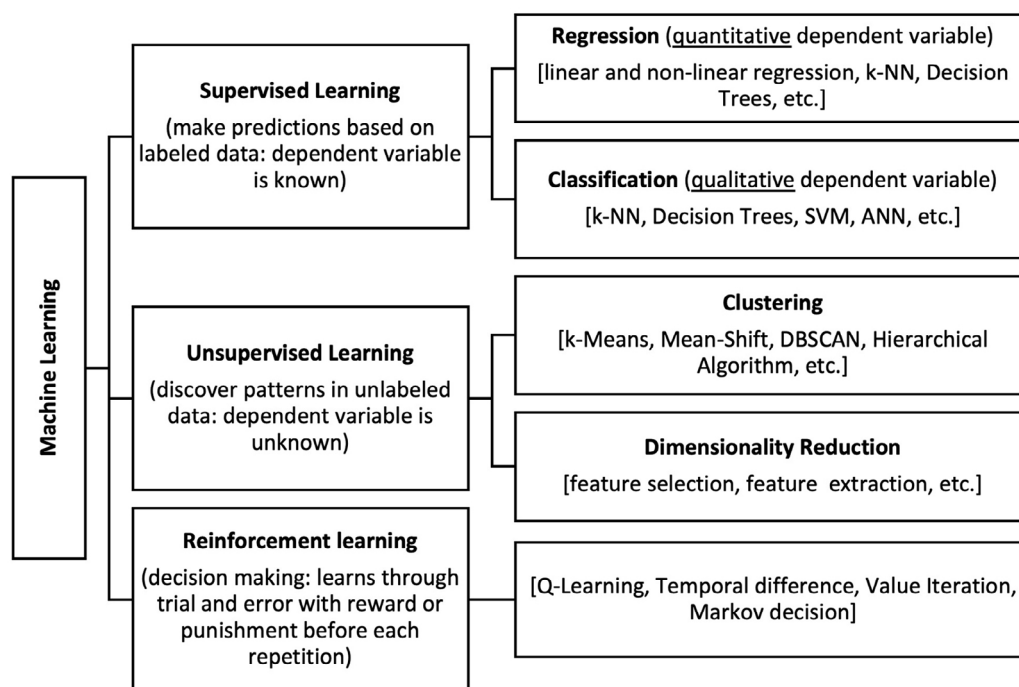 Machine Learning
Supervised Learning
(make predictions based on
labeled data: dependent variable
is known)
Regression (quantitative dependent variable)
[linear and non-linear regression, k-NN, Decision
Trees, etc.]
Classification (qualitative dependent variable)
[k-NN, Decision Trees, SVM, ANN, etc.]
Unsupervised Learning
(discover patterns in unlabeled
data: dependent variable is
unknown)
Clustering
[k-Means, Mean-Shift, DBSCAN, Hierarchical
Algorithm, etc.]
Dimensionality Reduction
[feature selection, feature extraction, etc.]
Reinforcement learning
(decision making: learns through
trial and error with reward or
punishment before each
repetition)
[Q-Learning, Temporal difference, Value Iteration,
Markov decision]